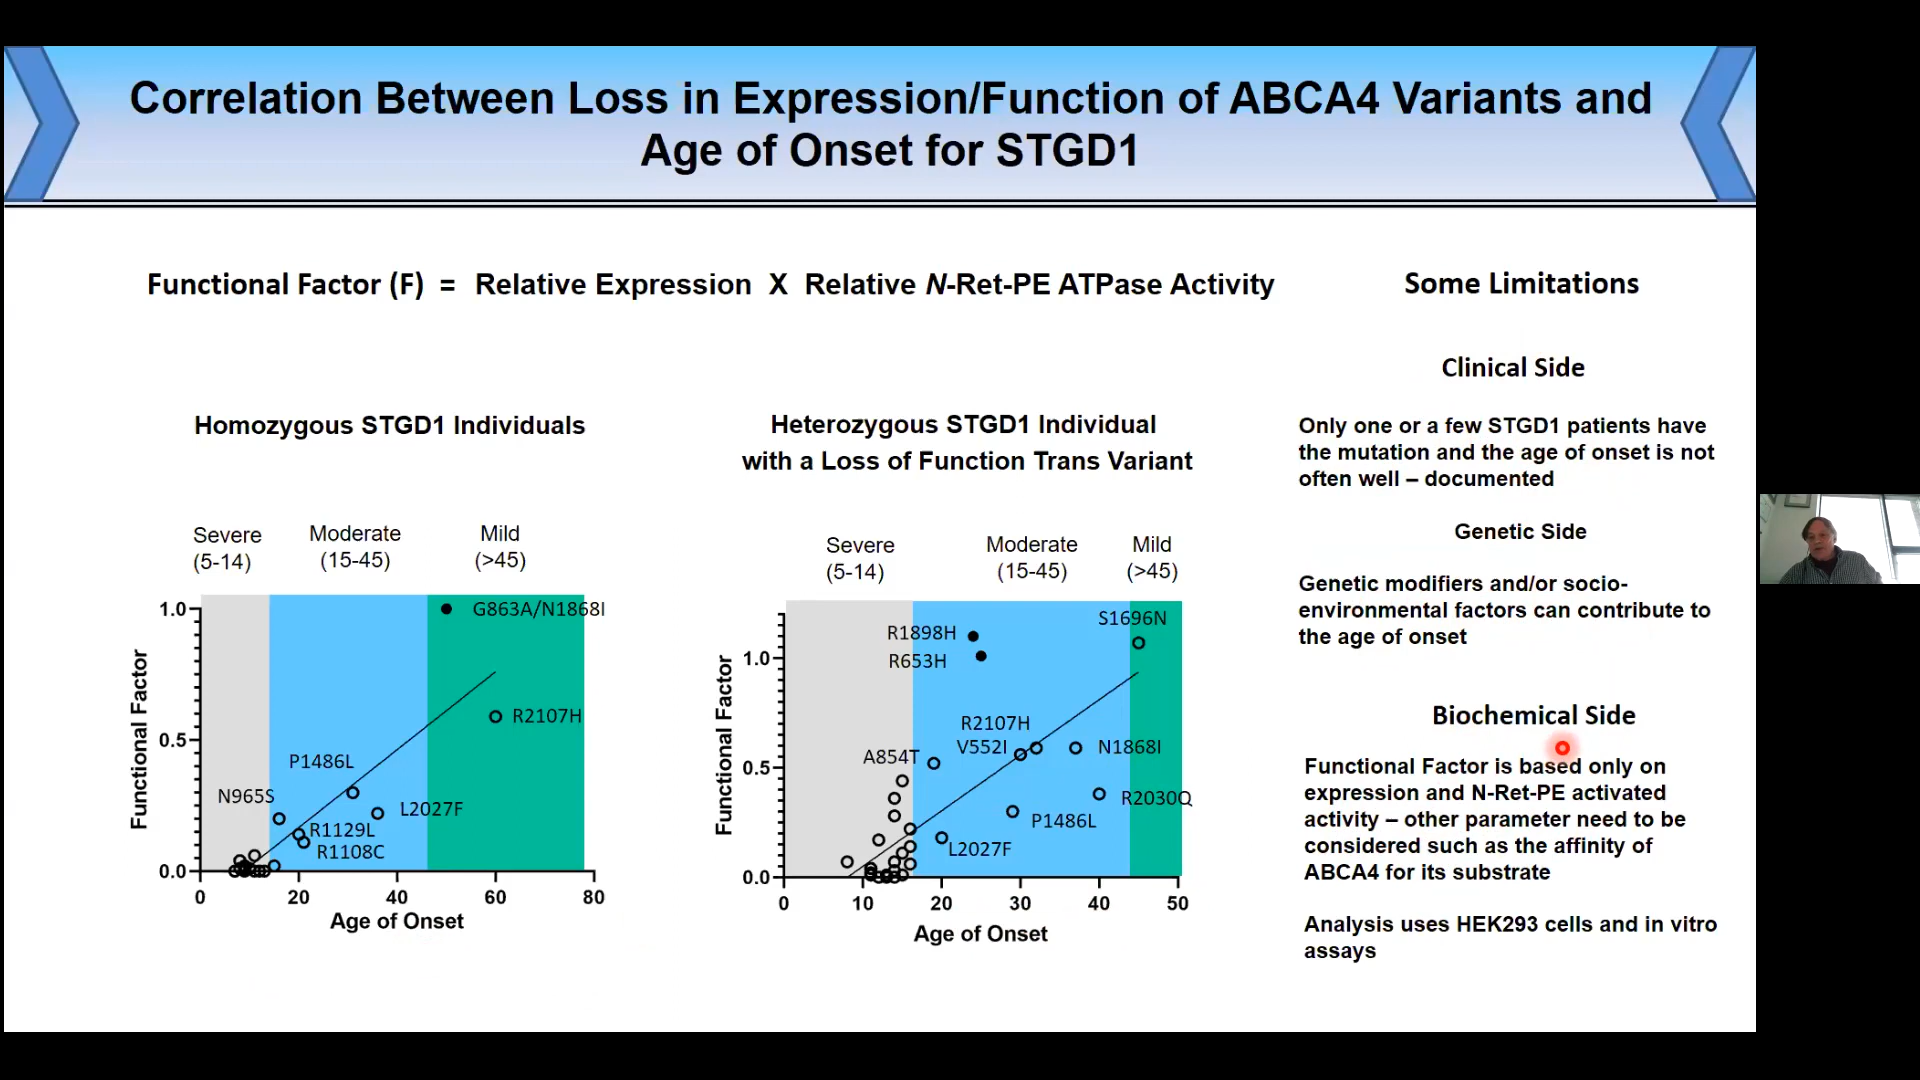 Correlation Between Loss in Expression/Function of ABCA4 Variants and
Age of Onset for STGD1
Functional Factor (F) = Relative Expression X Relative N-Ret-PE ATPase Activity
Homozygous STGD1 Individuals
Severe
(5-14)
Moderate
(15-45)
Mild
(>45)
Functional Factor
1.0
0.5
0.0
G863A/N1868I
R2107H
P1486L
N965S
L2027F
R1129L
R1108C
0 20 40 60 80
Age of Onset
Heterozygous STGD1 Individual
with a Loss of Function Trans Variant
Severe
(5-14)
Moderate
(15-45)
Mild
(>45)
Functional Factor
1.0
0.5
0.0
S1696N
R1898H
R653H
R2107H
V552I
N1868I
A854T
R2030Q
P1486L
L2027F
0 10 20 30 40 50
Age of Onset
Some Limitations
Clinical Side
Only one or a few STGD1 patients have
the mutation and the age of onset is not
often well – documented
Genetic Side
Genetic modifiers and/or socio-
environmental factors can contribute to
the age of onset
Biochemical Side
Functional Factor is based only on
expression and N-Ret-PE activated
activity – other parameter need to be
considered such as the affinity of
ABCA4 for its substrate
Analysis uses HEK293 cells and in vitro
assays